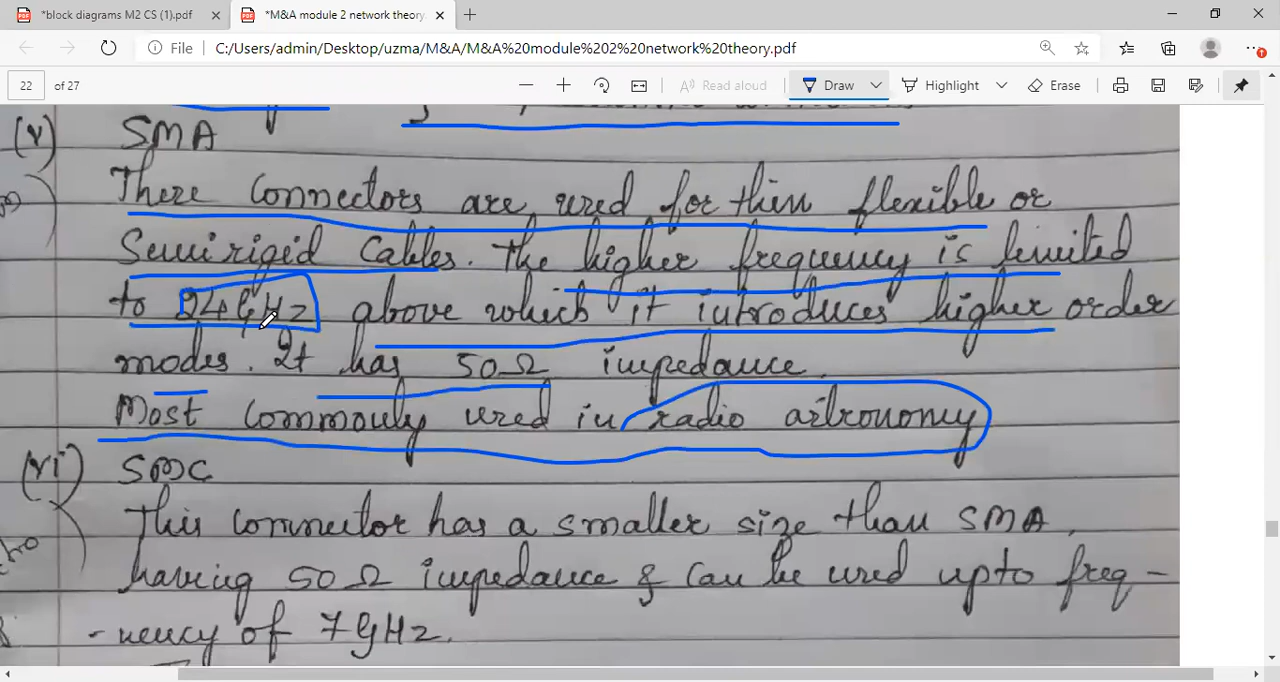 *block diagrams M2 CS (1).pdf
*M&A module 2 network theory.
File
C:/Users/admin/Desktop/uzma/M&A/M&A%20module%202%20network%20theory.pdf
22 of 27
Read aloud
Draw
Highlight
Erase
(v) SMA
These connectors are used for thin flexible or
Semirigid Cables. The higher frequency is limited
to 24GHz above which it introduces higher order
modes. It has 50Ω impedance.
Most commonly used in radio astronomy
(vi) SMC
This connector has a smaller size than SMA,
having 50Ω impedance & can be used upto freq-
-uency of 7GHz.